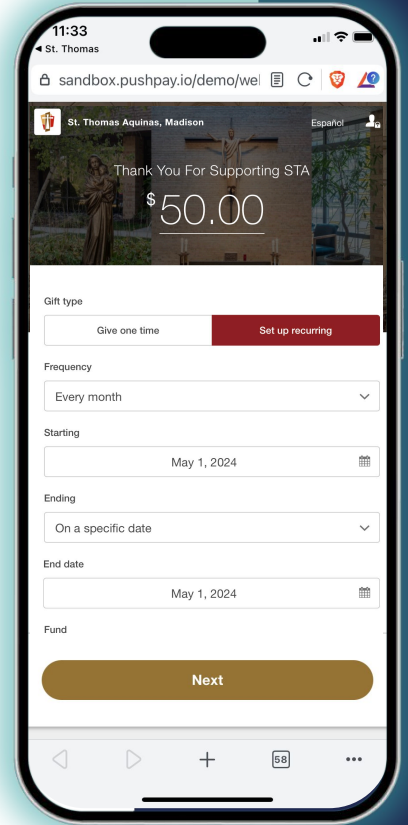 11:33
◀ St. Thomas
sandbox.pushpay.io/demo/wel
St. Thomas Aquinas, Madison
Español
Thank You For Supporting STA
$50.00
Gift type
Give one time
Set up recurring
Frequency
Every month
Starting
May 1, 2024
Ending
On a specific date
End date
May 1, 2024
Fund
Next
58